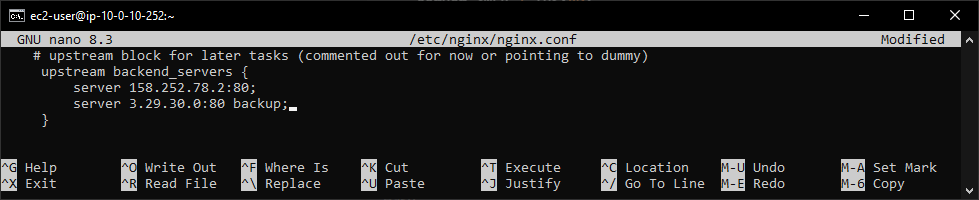 ec2-user@ip-10-0-10-252:~
GNU nano 8.3 /etc/nginx/nginx.conf Modified
# upstream block for later tasks (commented out for now or pointing to dummy)
upstream backend_servers {
server 158.252.78.2:80;
server 3.29.30.0:80 backup;
}
^G Help ^O Write Out ^F Where Is ^K Cut ^T Execute ^C Location M-U Undo M-A Set Mark
^X Exit ^R Read File ^\ Replace ^U Paste ^J Justify ^/ Go To Line M-E Redo M-6 Copy